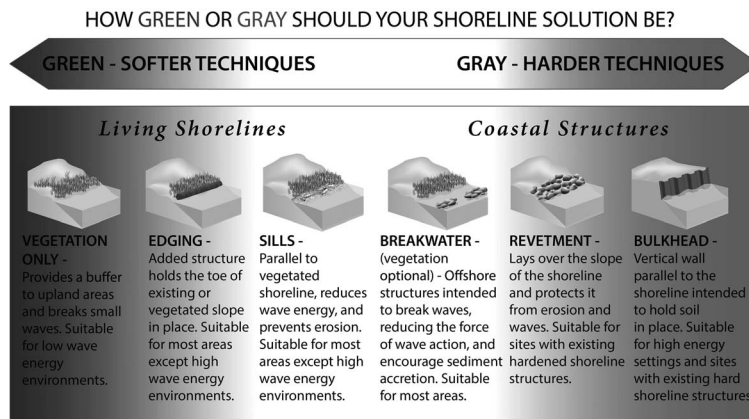 HOW GREEN OR GRAY SHOULD YOUR SHORELINE SOLUTION BE?
GREEN - SOFTER TECHNIQUES
GRAY - HARDER TECHNIQUES
Living Shorelines
Coastal Structures
VEGETATION
ONLY -
Provides a buffer
to upland areas
and breaks small
waves. Suitable
for low wave
energy
environments.
EDGING -
Added structure
holds the toe of
existing or
vegetated slope
in place. Suitable
for most areas
except high
wave energy
environments.
SILLS -
Parallel to
vegetated
shoreline, reduces
wave energy, and
prevents erosion.
Suitable for most
areas except high
wave energy
environments.
BREAKWATER -
(vegetation
optional) - Offshore
structures intended
to break waves,
reducing the force
of wave action, and
encourage sediment
accretion. Suitable
for most areas.
REVETMENT -
Lays over the slope
of the shoreline
and protects it
from erosion and
waves. Suitable for
sites with existing
hardened shoreline
structures.
BULKHEAD -
Vertical wall
parallel to the
shoreline intended
to hold soil
in place. Suitable
for high energy
settings and sites
with existing hard
shoreline structures